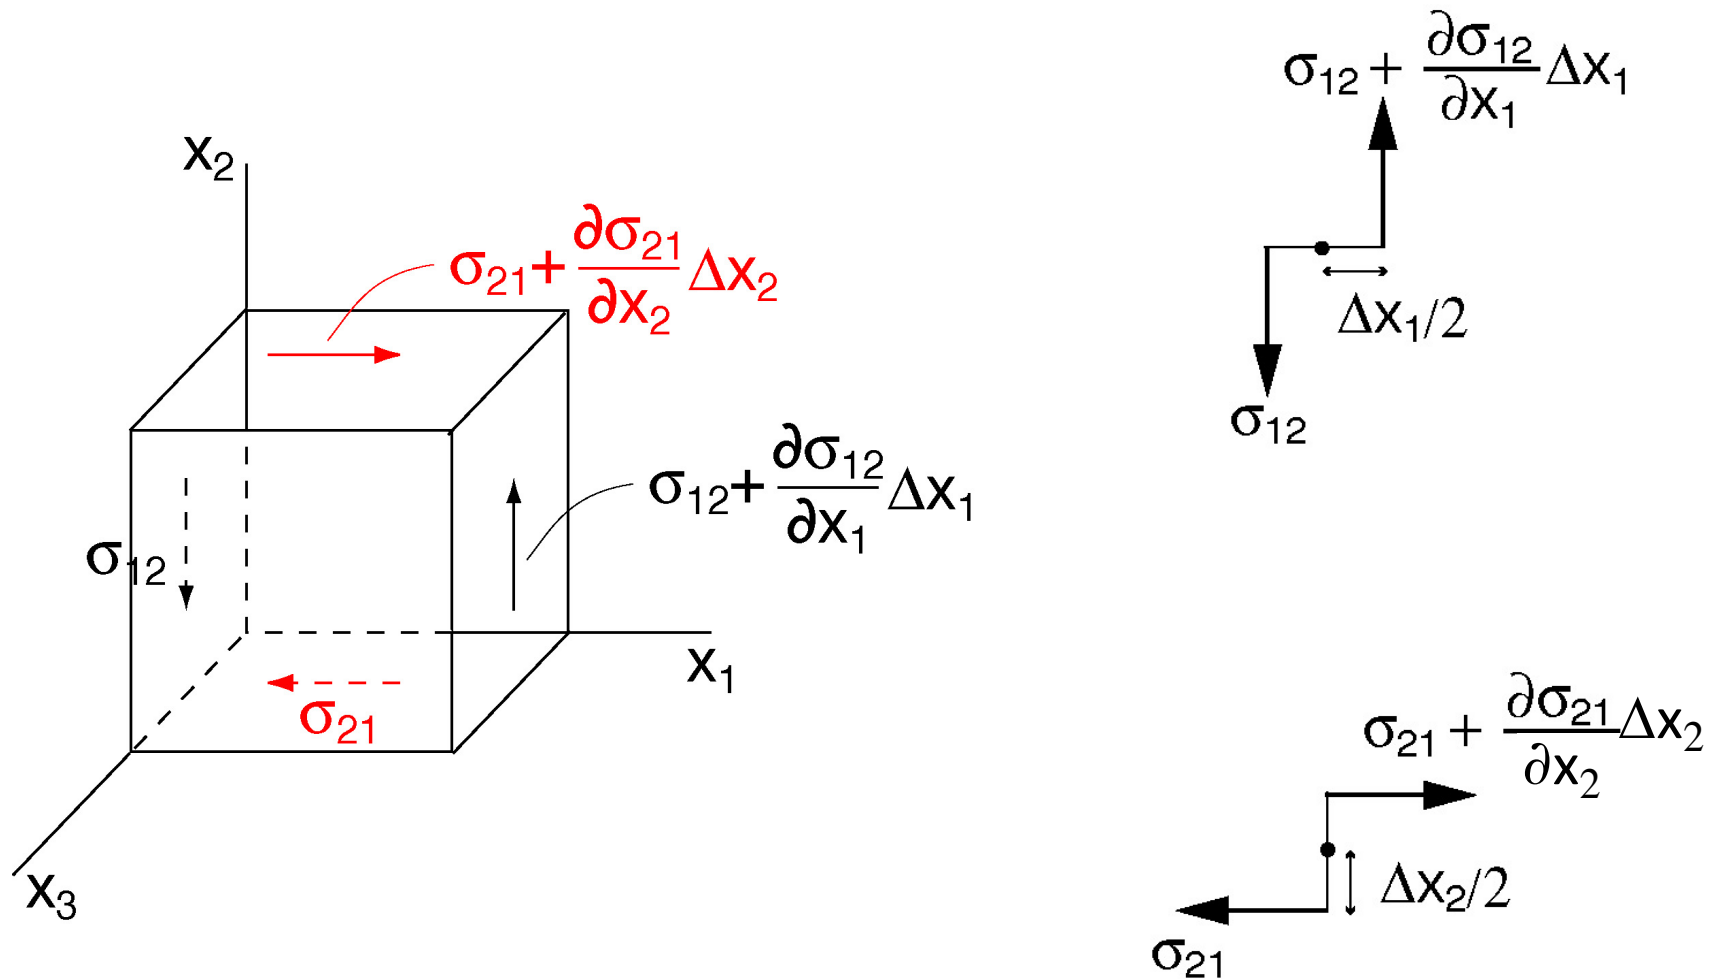 x₂
σ₂₁+ ∂σ₂₁/∂x₂ Δx₂
σ₁₂+ ∂σ₁₂/∂x₁ Δx₁
σ₁₂
x₁
σ₂₁
x₃
σ₁₂ + ∂σ₁₂/∂x₁ Δx₁
Δx₁/2
σ₁₂
σ₂₁ + ∂σ₂₁/∂x₂ Δx₂
Δx₂/2
σ₂₁